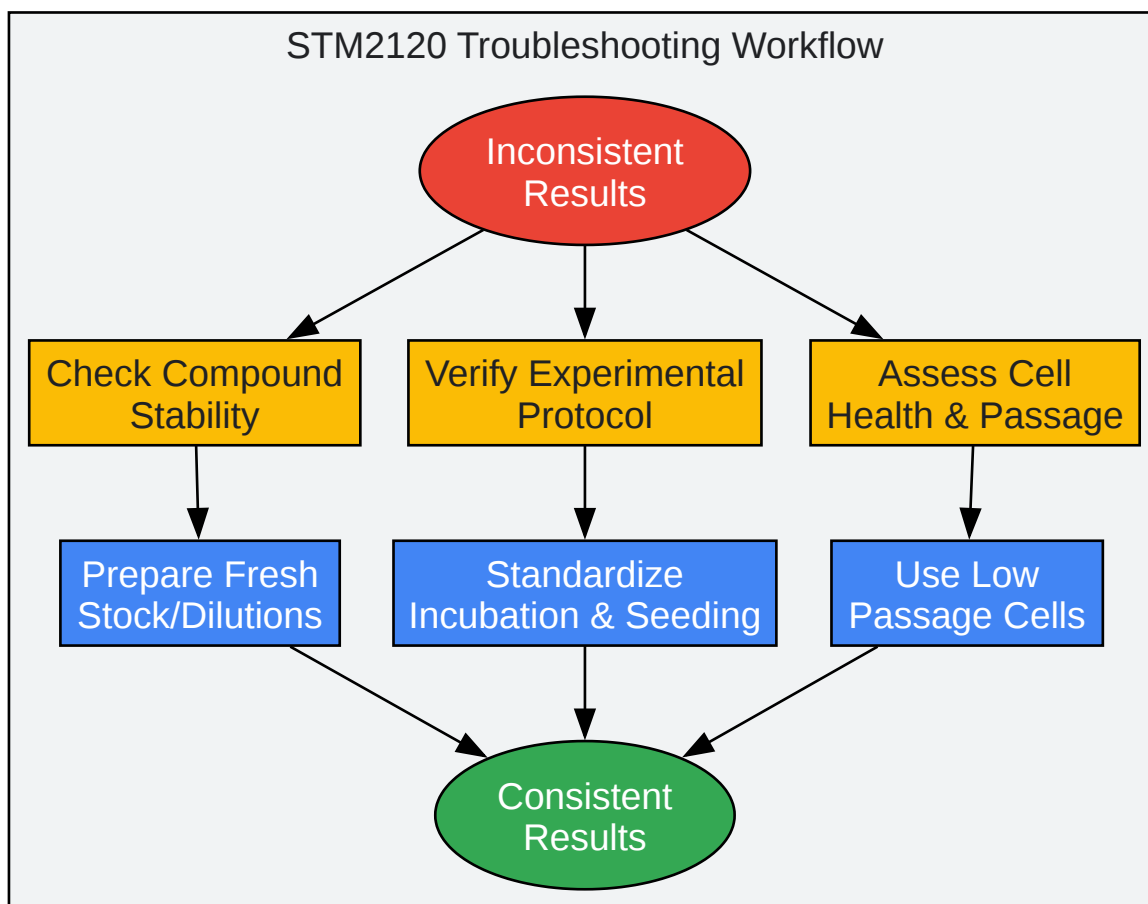 STM2120 Troubleshooting Workflow
Inconsistent
Results
Check Compound
Stability
Verify Experimental
Protocol
Assess Cell
Health & Passage
Prepare Fresh
Stock/Dilutions
Standardize
Incubation & Seeding
Use Low
Passage Cells
Consistent
Results